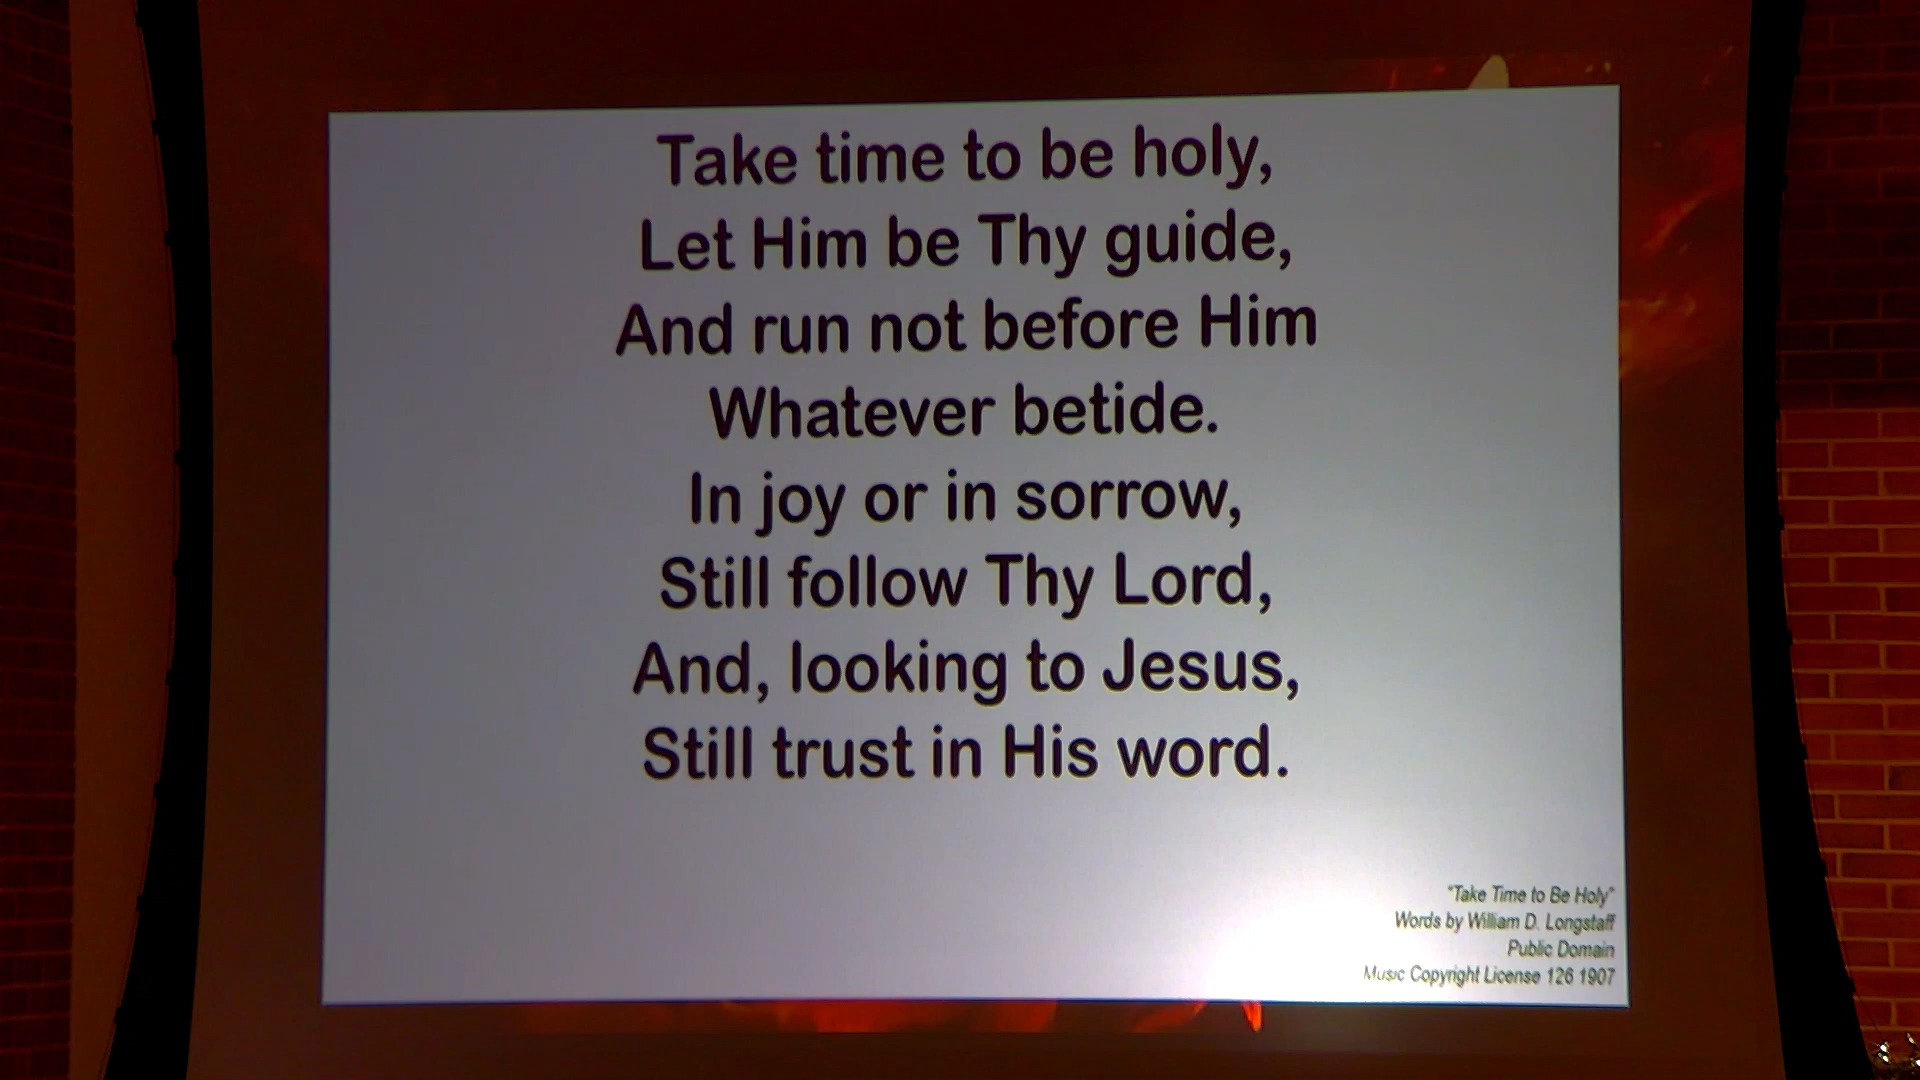 Take time to be holy,
Let Him be Thy guide,
And run not before Him
Whatever betide.
In joy or in sorrow,
Still follow Thy Lord,
And, looking to Jesus,
Still trust in His word.
"Take Time to Be Holy"
Words by William D. Longstaff
Public Domain
Music Copyright License 126 1907